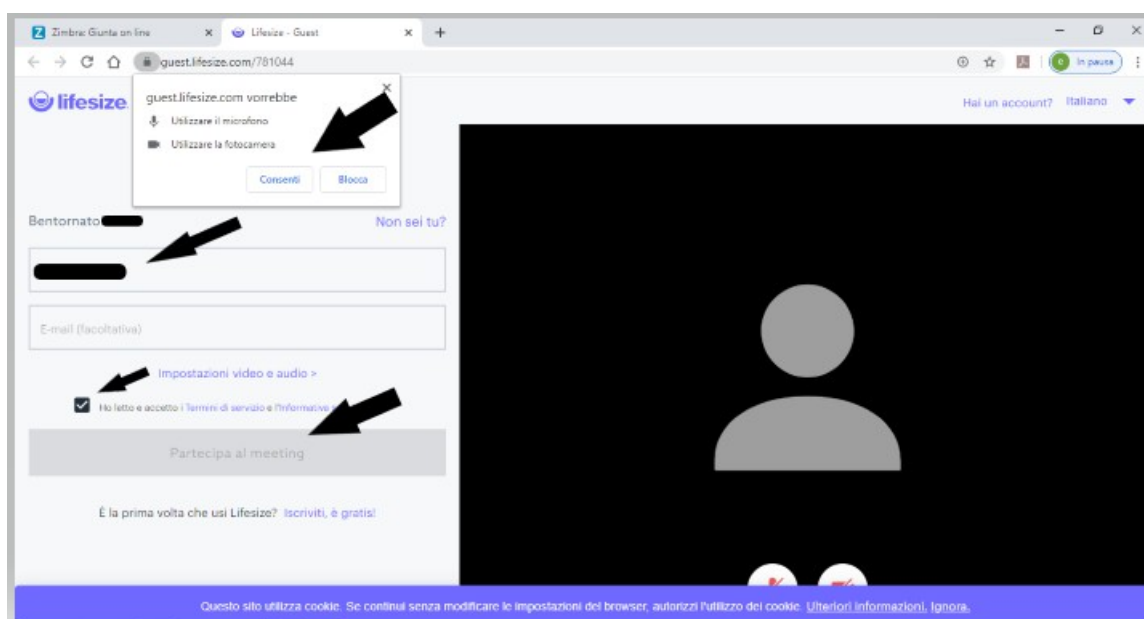 Zimbra: Giunta on line
Lifesize - Guest
guest.lifesize.com/781044
In pausa
lifesize
Hai un account? Italiano
guest.lifesize.com vorrebbe
Utilizzare il microfono
Utilizzare la fotocamera
Consenti Blocca
Bentornato
Non sei tu?
E-mail (facoltativa)
Impostazioni video e audio >
Ho letto e accetto i Termini di servizio e l'Informativa
Partecipa al meeting
È la prima volta che usi Lifesize? Iscriviti, è gratis!
Questo sito utilizza cookie. Se continui senza modificare le impostazioni del browser, autorizzi l'utilizzo dei cookie. Ulteriori informazioni. Ignora.